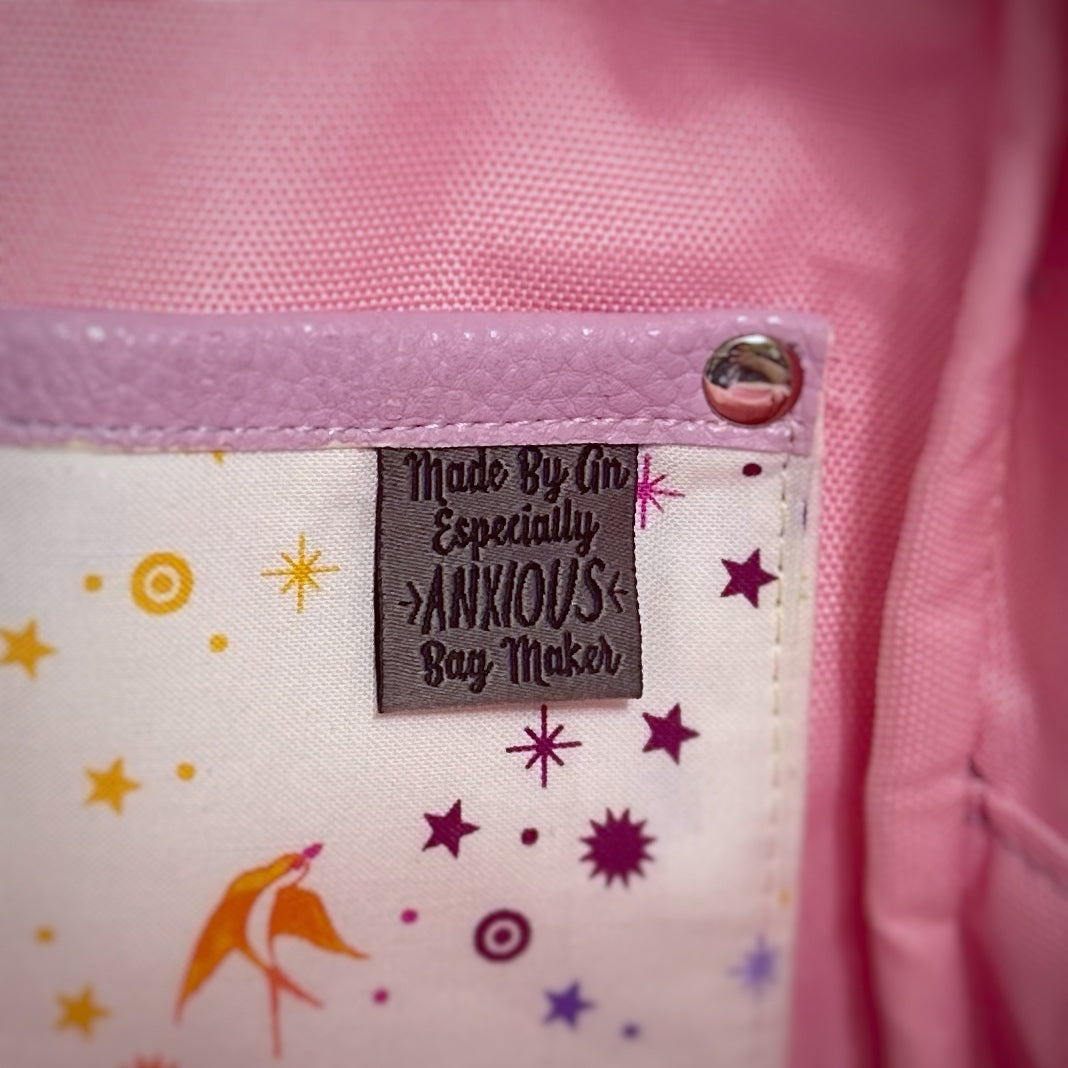 Made By An
Especially
ANXIOUS
Bag Maker